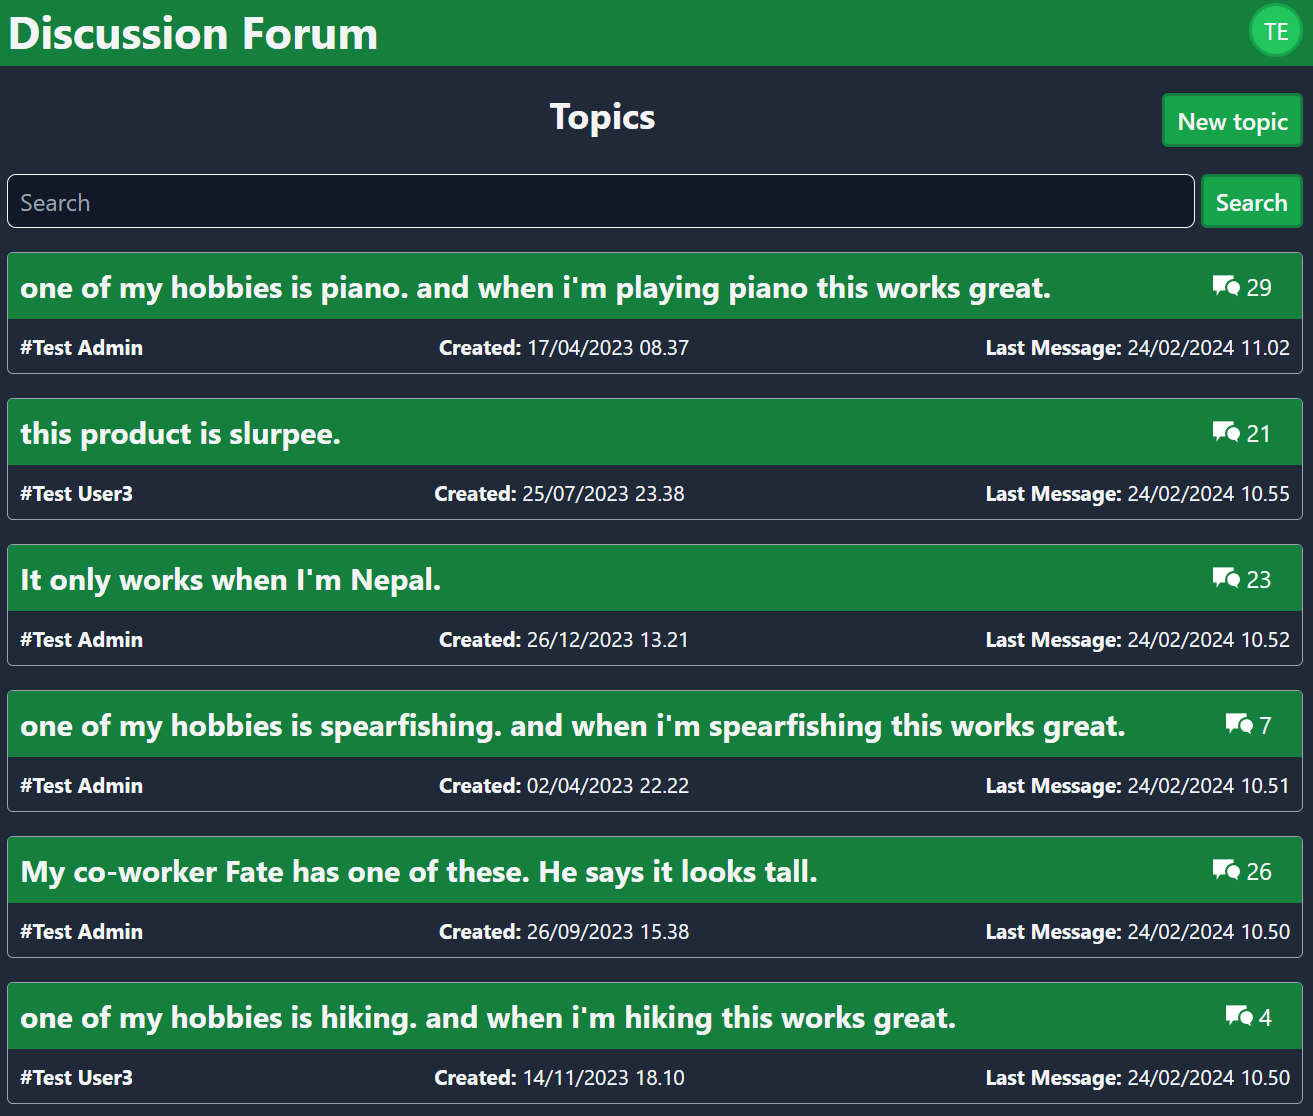 Discussion Forum
TE
Topics
New topic
Search
Search
one of my hobbies is piano. and when i'm playing piano this works great.
29
#Test Admin
Created: 17/04/2023 08.37
Last Message: 24/02/2024 11.02
this product is slurpee.
21
#Test User3
Created: 25/07/2023 23.38
Last Message: 24/02/2024 10.55
It only works when I'm Nepal.
23
#Test Admin
Created: 26/12/2023 13.21
Last Message: 24/02/2024 10.52
one of my hobbies is spearfishing. and when i'm spearfishing this works great.
7
#Test Admin
Created: 02/04/2023 22.22
Last Message: 24/02/2024 10.51
My co-worker Fate has one of these. He says it looks tall.
26
#Test Admin
Created: 26/09/2023 15.38
Last Message: 24/02/2024 10.50
one of my hobbies is hiking. and when i'm hiking this works great.
4
#Test User3
Created: 14/11/2023 18.10
Last Message: 24/02/2024 10.50